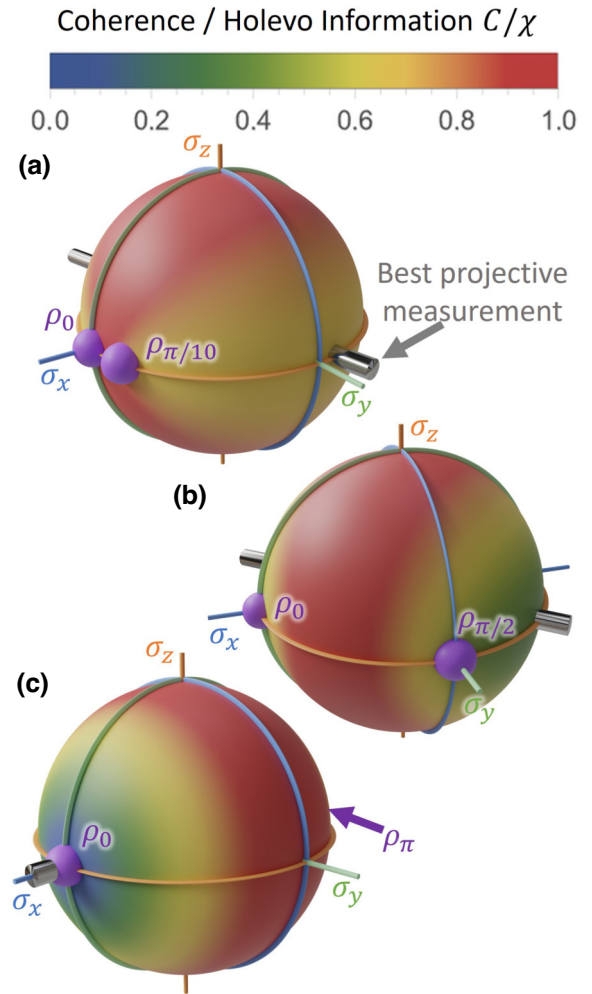 Coherence / Holevo Information C/χ
0.0 0.2 0.4 0.6 0.8 1.0
(a)
σz
Best projective
measurement
ρ0
ρπ/10
σx
σy
σz
(b)
ρ0
ρπ/2
σx
σy
σz
(c)
ρ0
ρπ
σx
σy